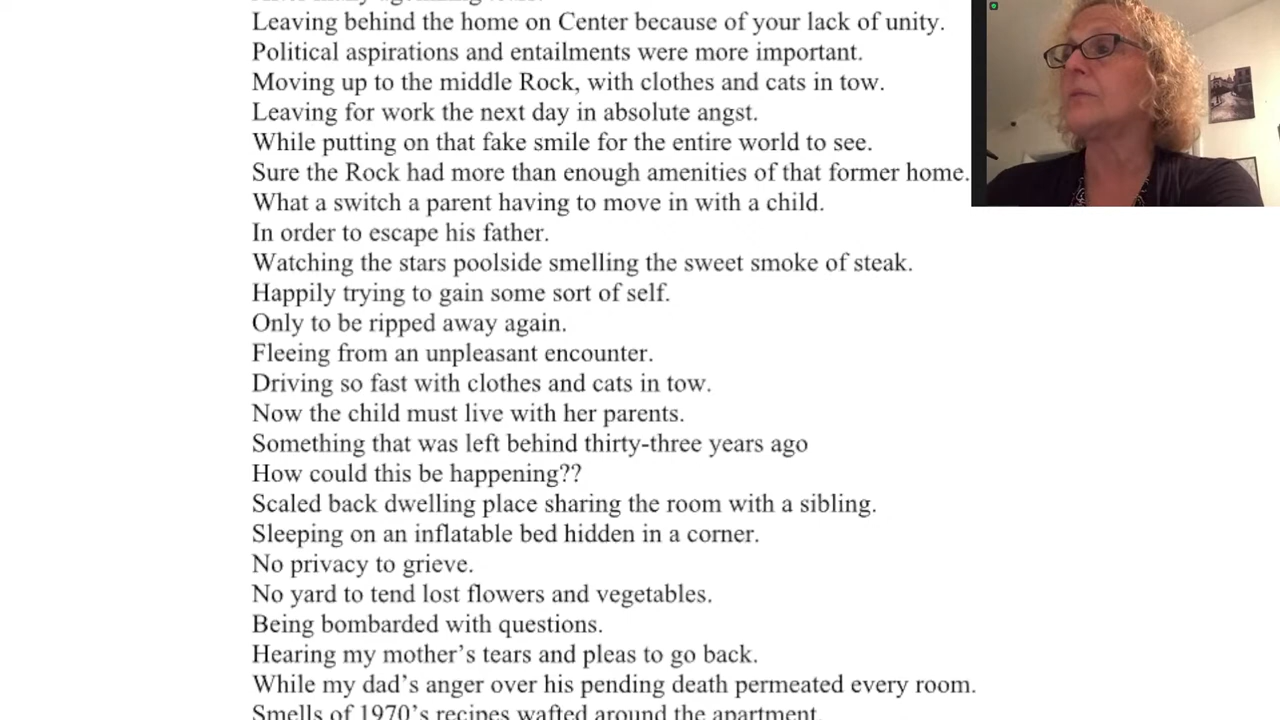 Leaving behind the home on Center because of your lack of unity.
Political aspirations and entailments were more important.
Moving up to the middle Rock, with clothes and cats in tow.
Leaving for work the next day in absolute angst.
While putting on that fake smile for the entire world to see.
Sure the Rock had more than enough amenities of that former home.
What a switch a parent having to move in with a child.
In order to escape his father.
Watching the stars poolside smelling the sweet smoke of steak.
Happily trying to gain some sort of self.
Only to be ripped away again.
Fleeing from an unpleasant encounter.
Driving so fast with clothes and cats in tow.
Now the child must live with her parents.
Something that was left behind thirty-three years ago
How could this be happening??
Scaled back dwelling place sharing the room with a sibling.
Sleeping on an inflatable bed hidden in a corner.
No privacy to grieve.
No yard to tend lost flowers and vegetables.
Being bombarded with questions.
Hearing my mother’s tears and pleas to go back.
While my dad’s anger over his pending death permeated every room.
Smells of 1970’s recipes wafted around the apartment.